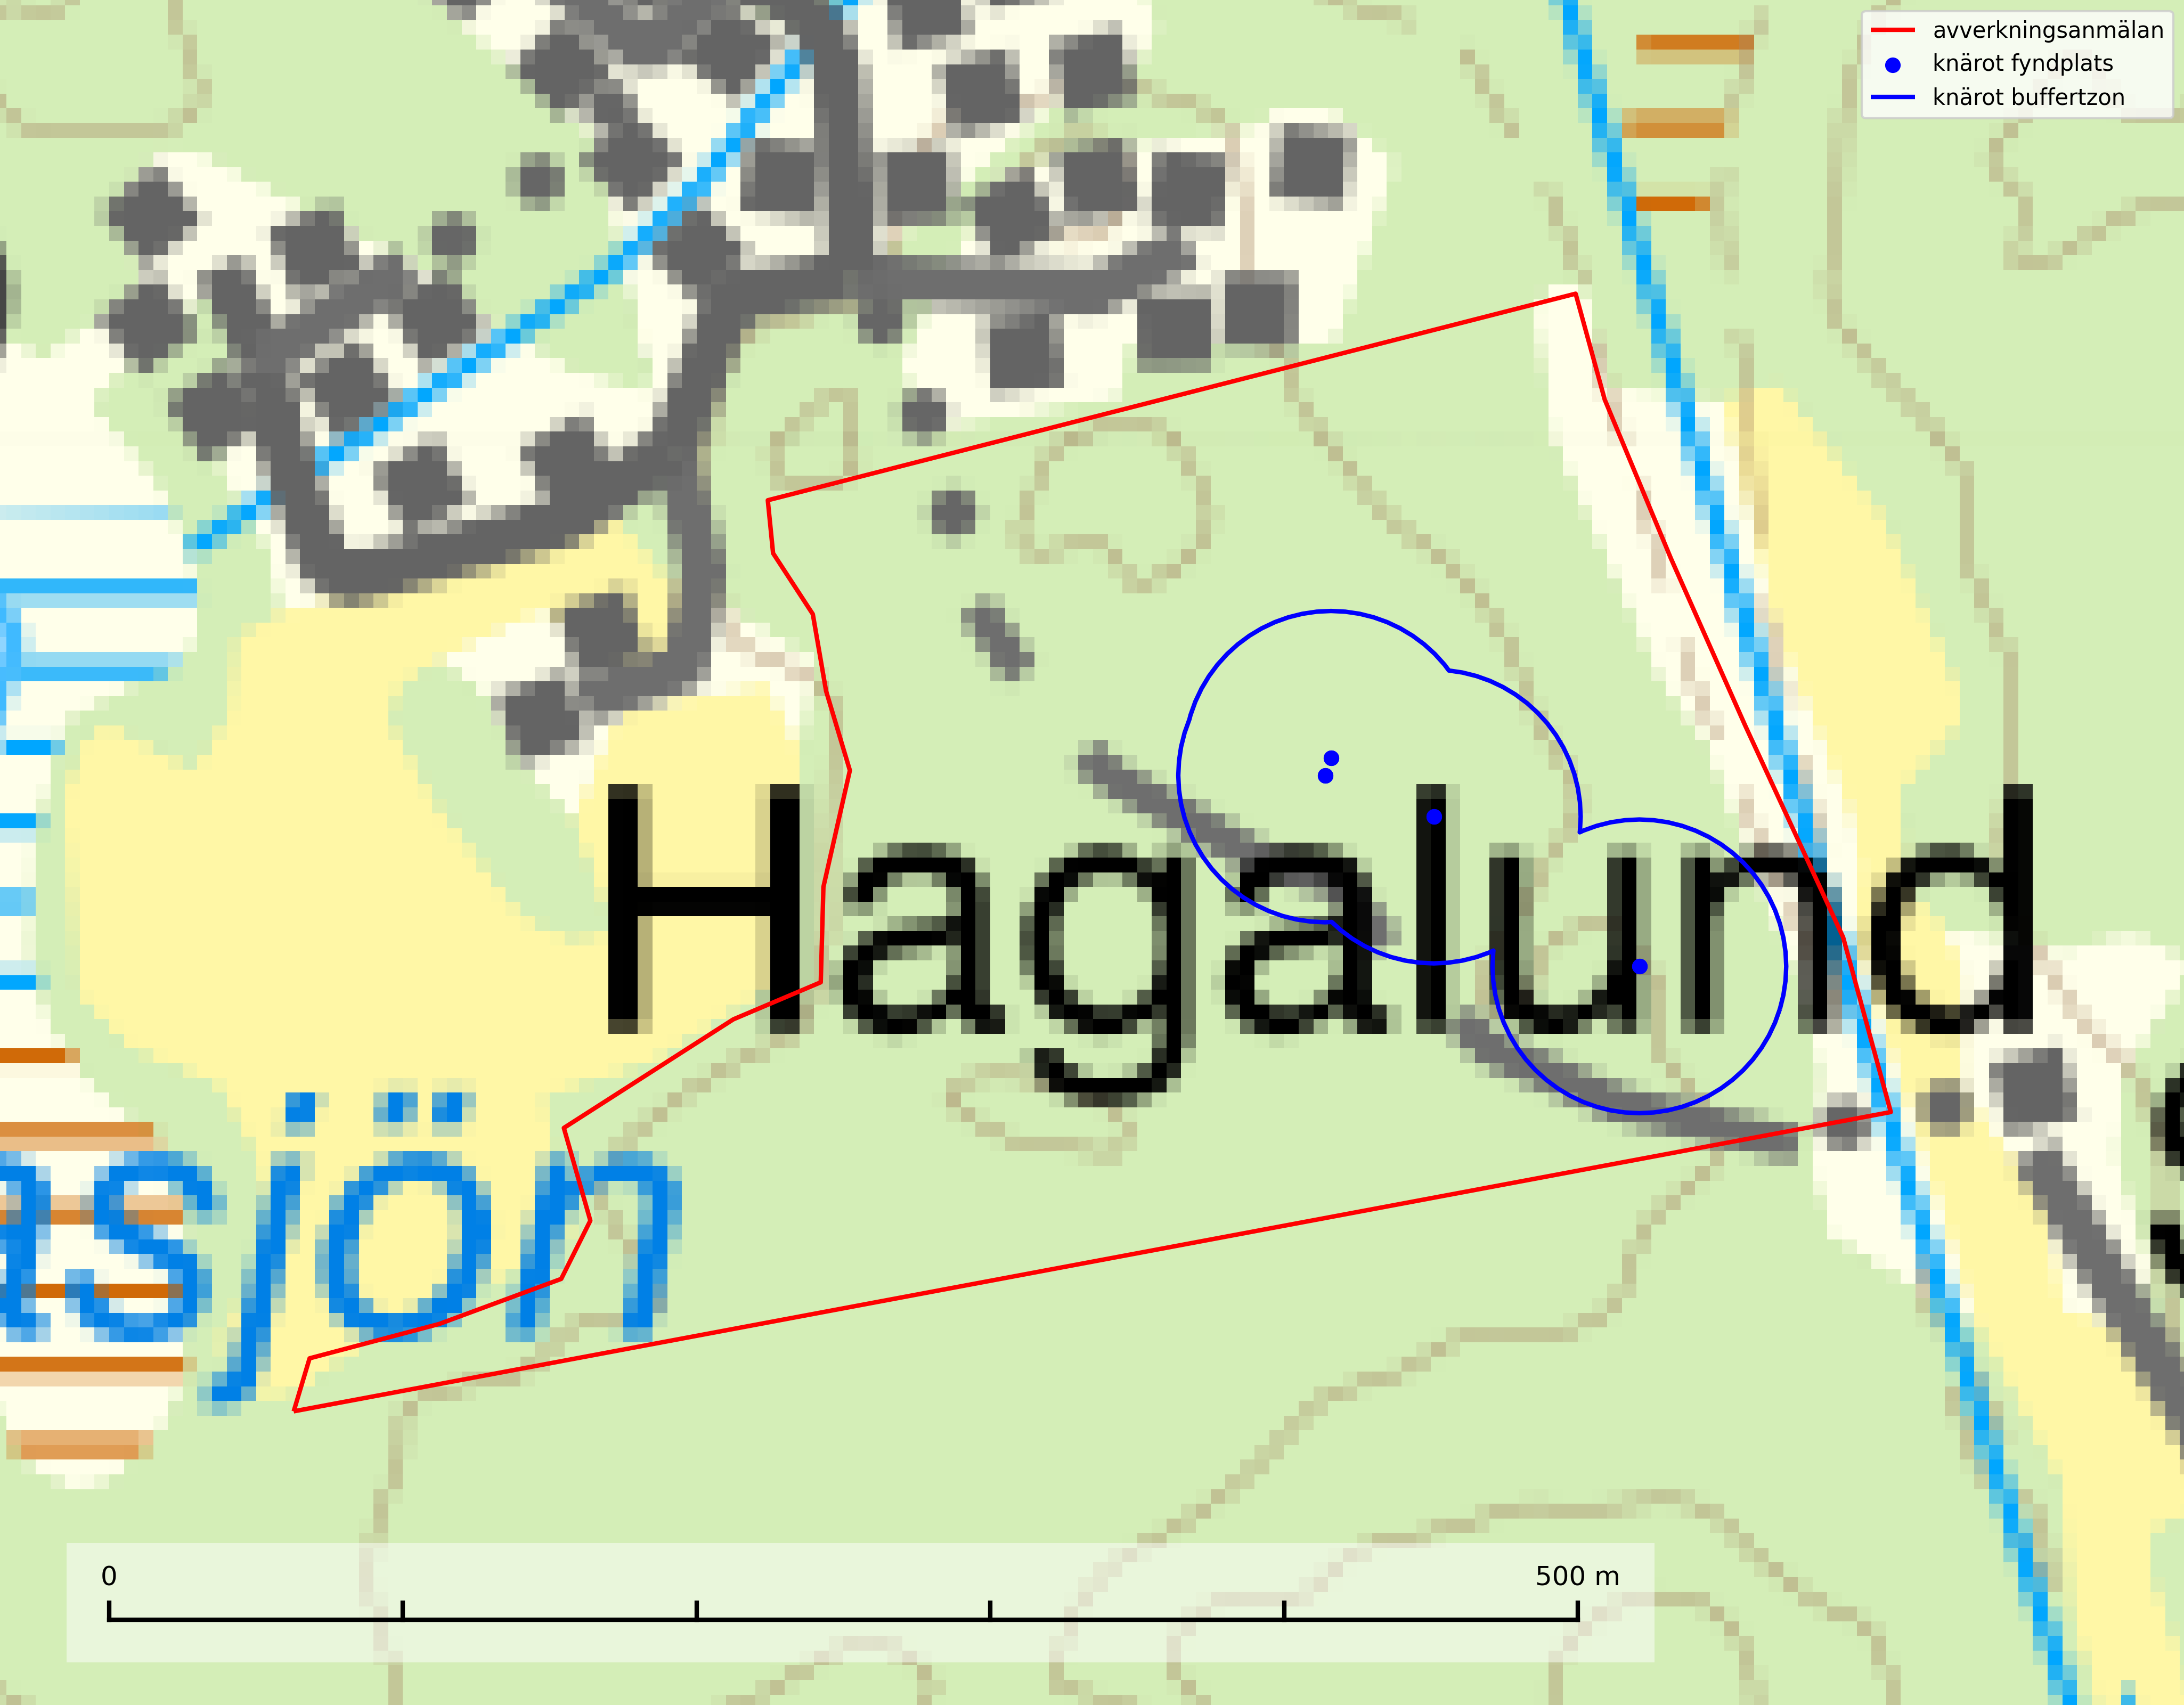 avverkningsanmälan
knärot fyndplats
knärot buffertzon
Hagalund
sjön
0
500 m